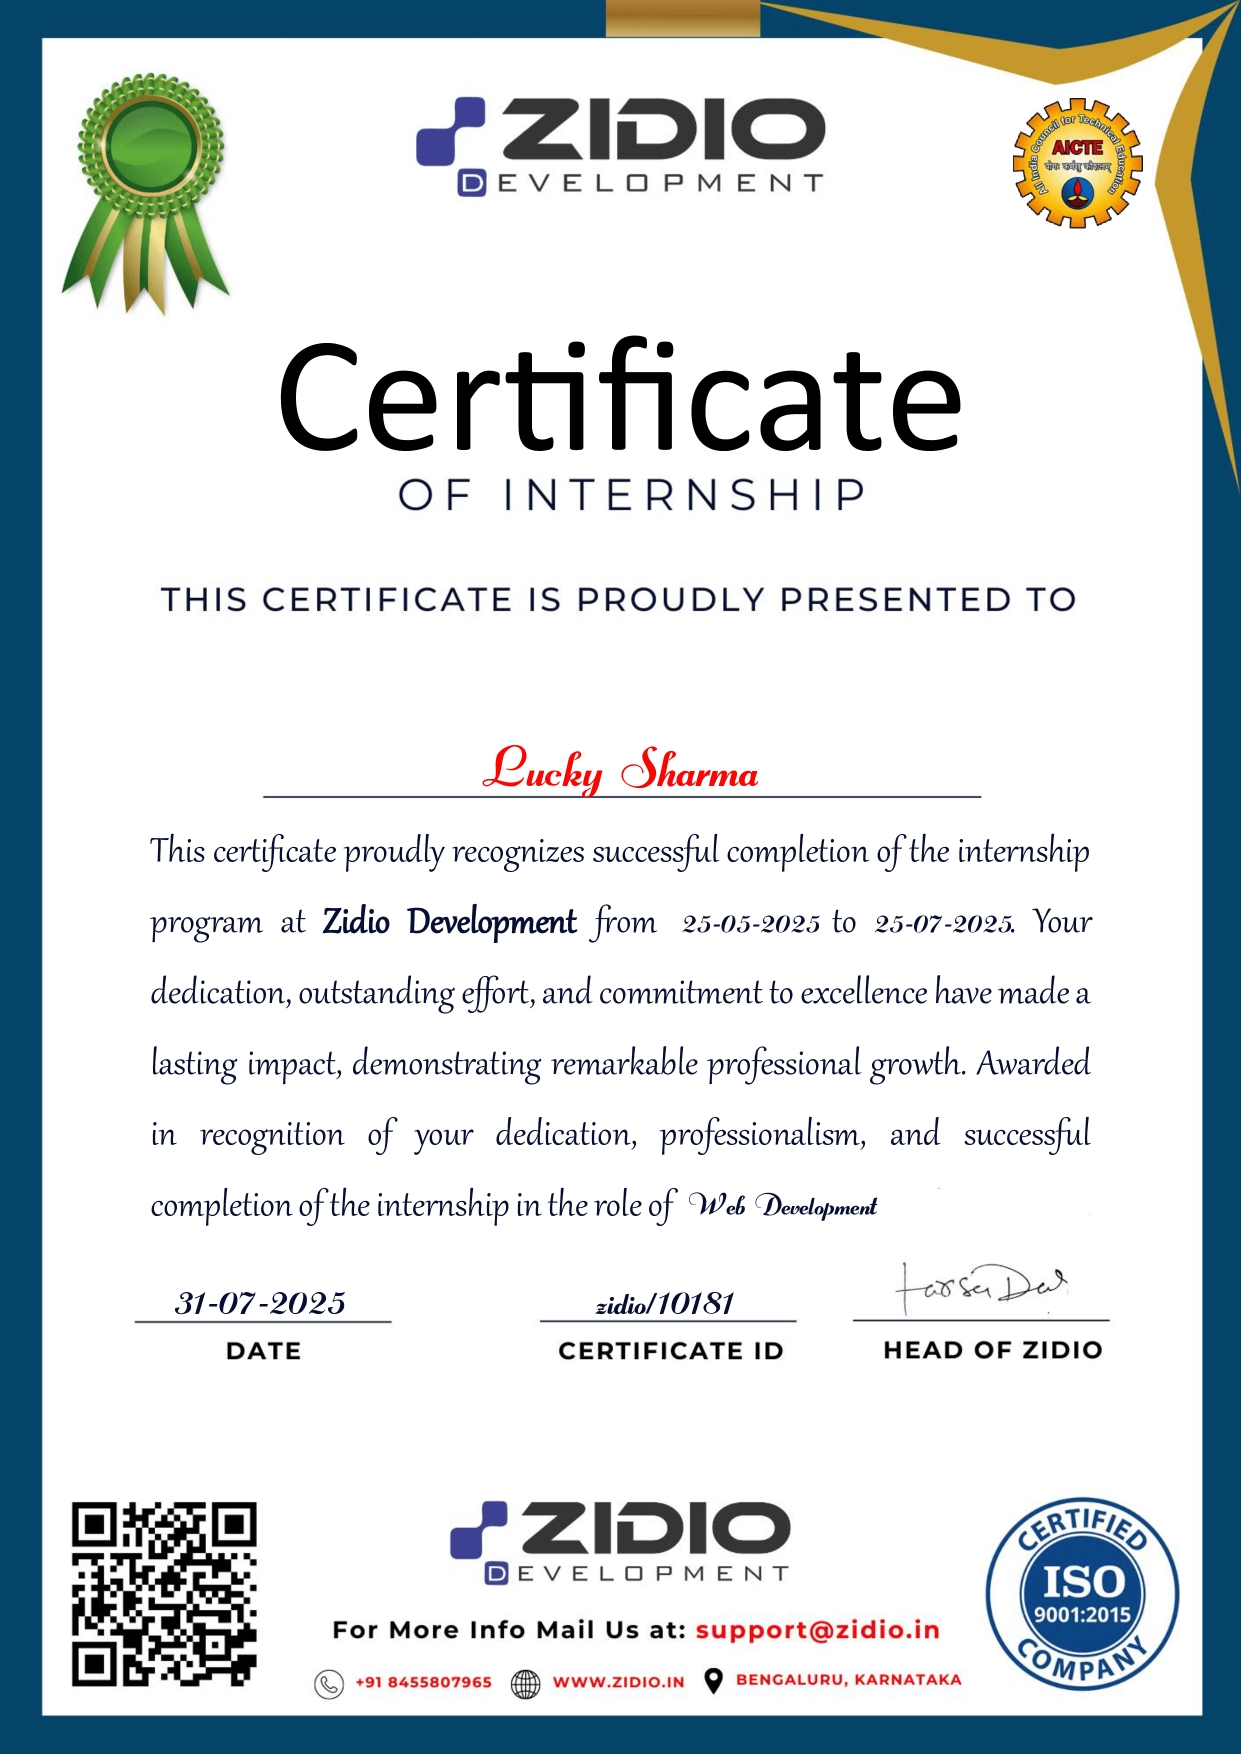 ZIDIO
DEVELOPMENT
All India Council for Technical Education
AICTE
योगः कर्मसु कौशलम्
Certificate
OF INTERNSHIP
THIS CERTIFICATE IS PROUDLY PRESENTED TO
Lucky Sharma
This certificate proudly recognizes successful completion of the internship
program at Zidio Development from 25-05-2025 to 25-07-2025. Your
dedication, outstanding effort, and commitment to excellence have made a
lasting impact, demonstrating remarkable professional growth. Awarded
in recognition of your dedication, professionalism, and successful
completion of the internship in the role of Web Development
31-07-2025
DATE
zidio/10181
CERTIFICATE ID
HEAD OF ZIDIO
ZIDIO
DEVELOPMENT
For More Info Mail Us at: support@zidio.in
+91 8455807965 WWW.ZIDIO.IN BENGALURU, KARNATAKA
CERTIFIED
ISO
9001:2015
COMPANY